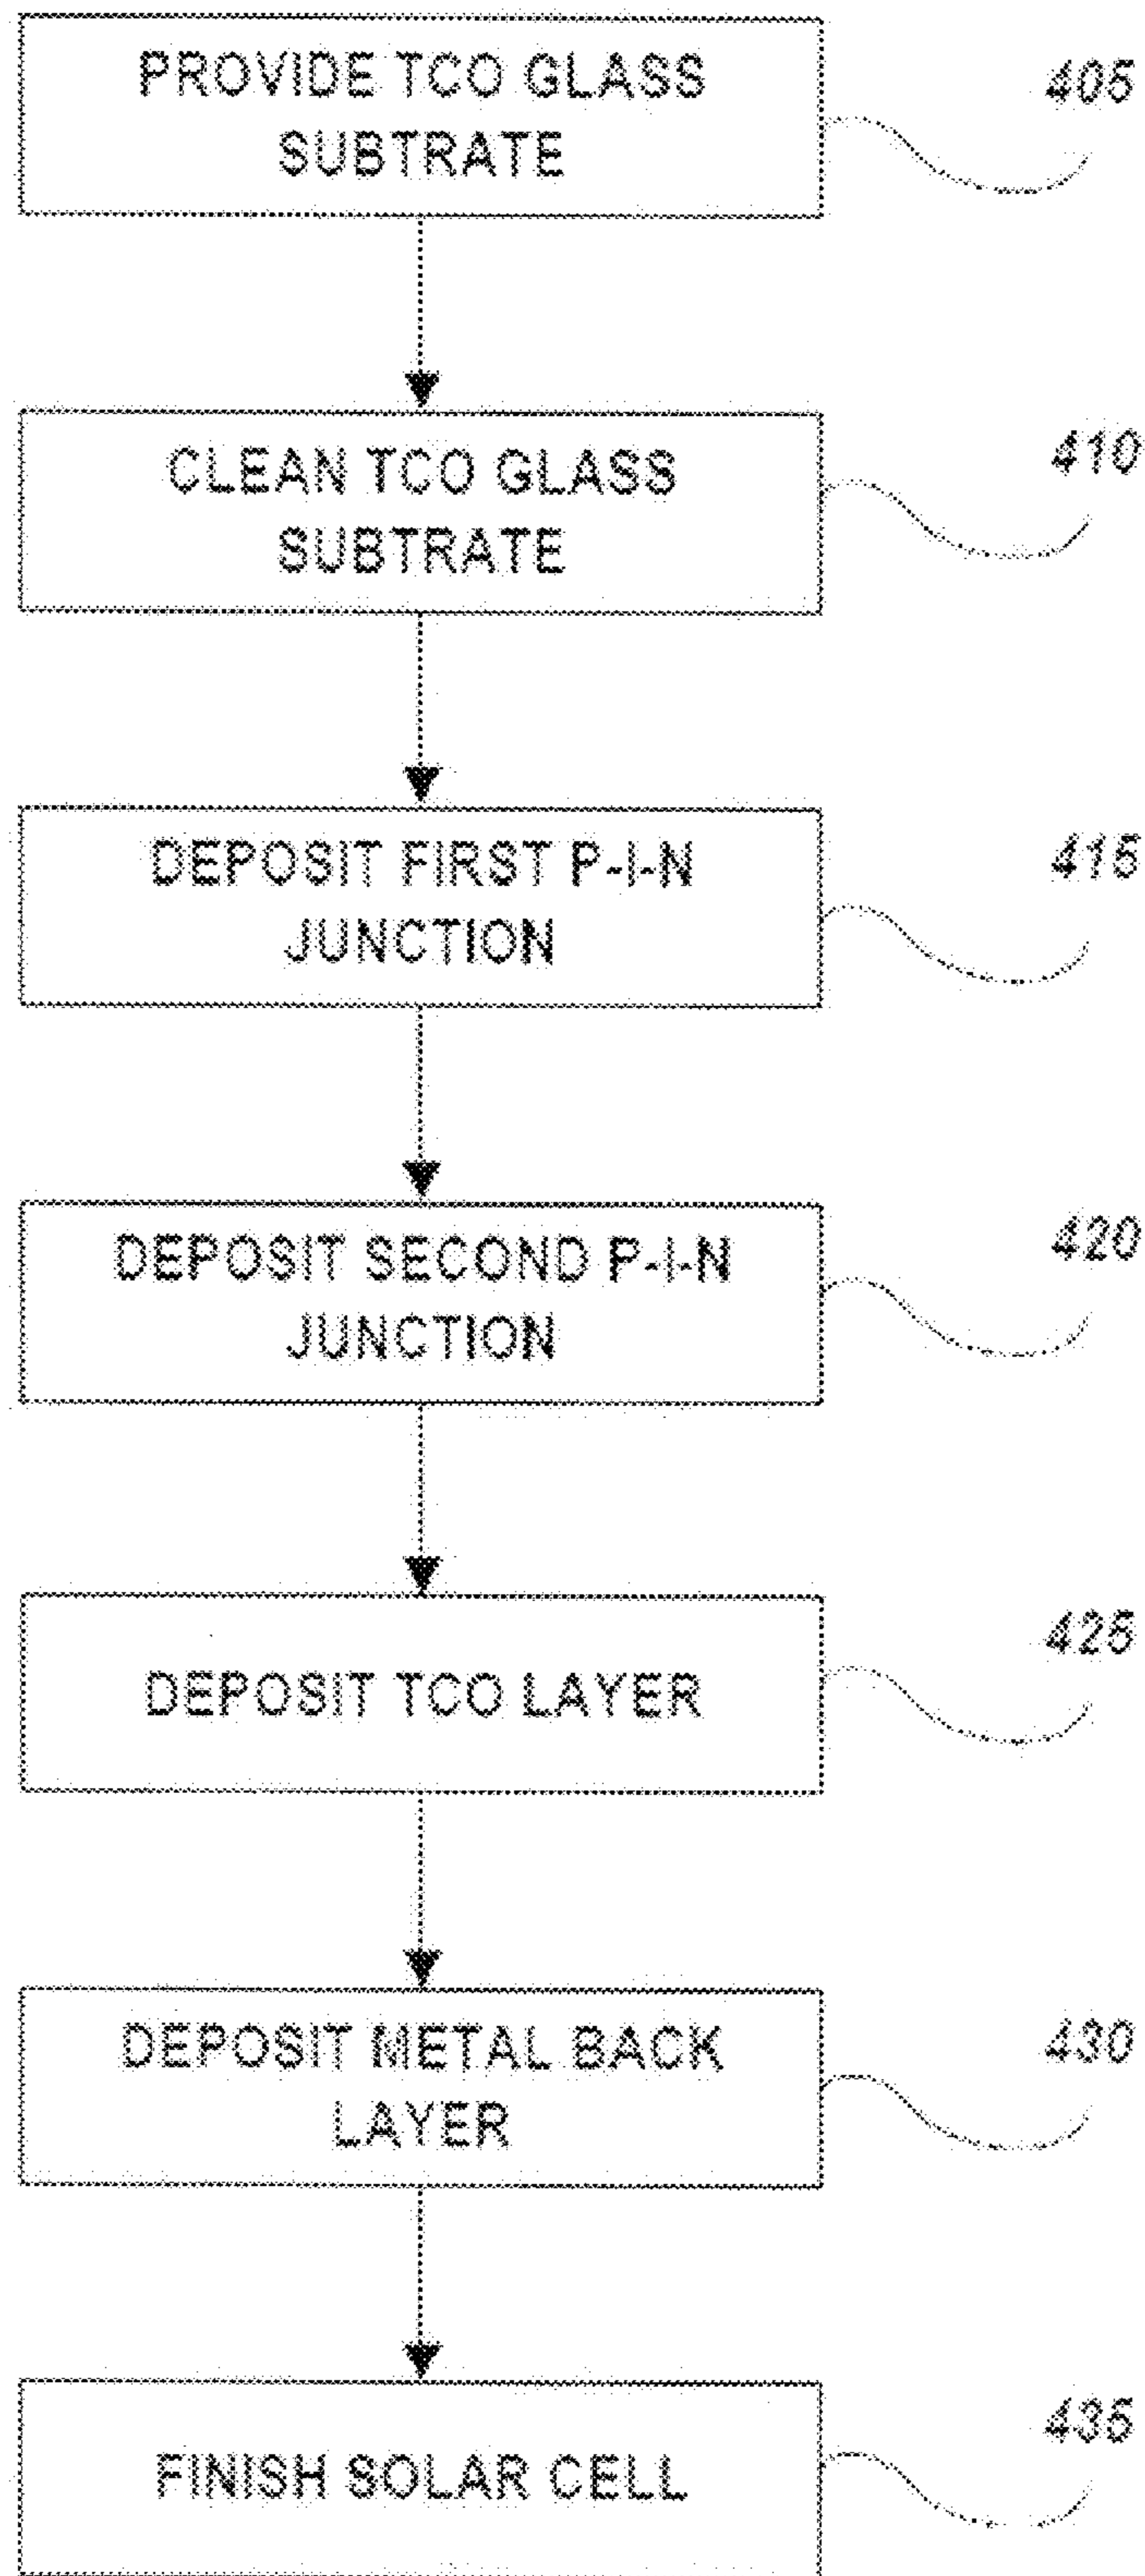 PROVIDE TCO GLASS
SUBTRATE
405
CLEAN TCO GLASS
SUBTRATE
410
DEPOSIT FIRST P-I-N
JUNCTION
415
DEPOSIT SECOND P-I-N
JUNCTION
420
DEPOSIT TCO LAYER
425
DEPOSIT METAL BACK
LAYER
430
FINISH SOLAR CELL
435